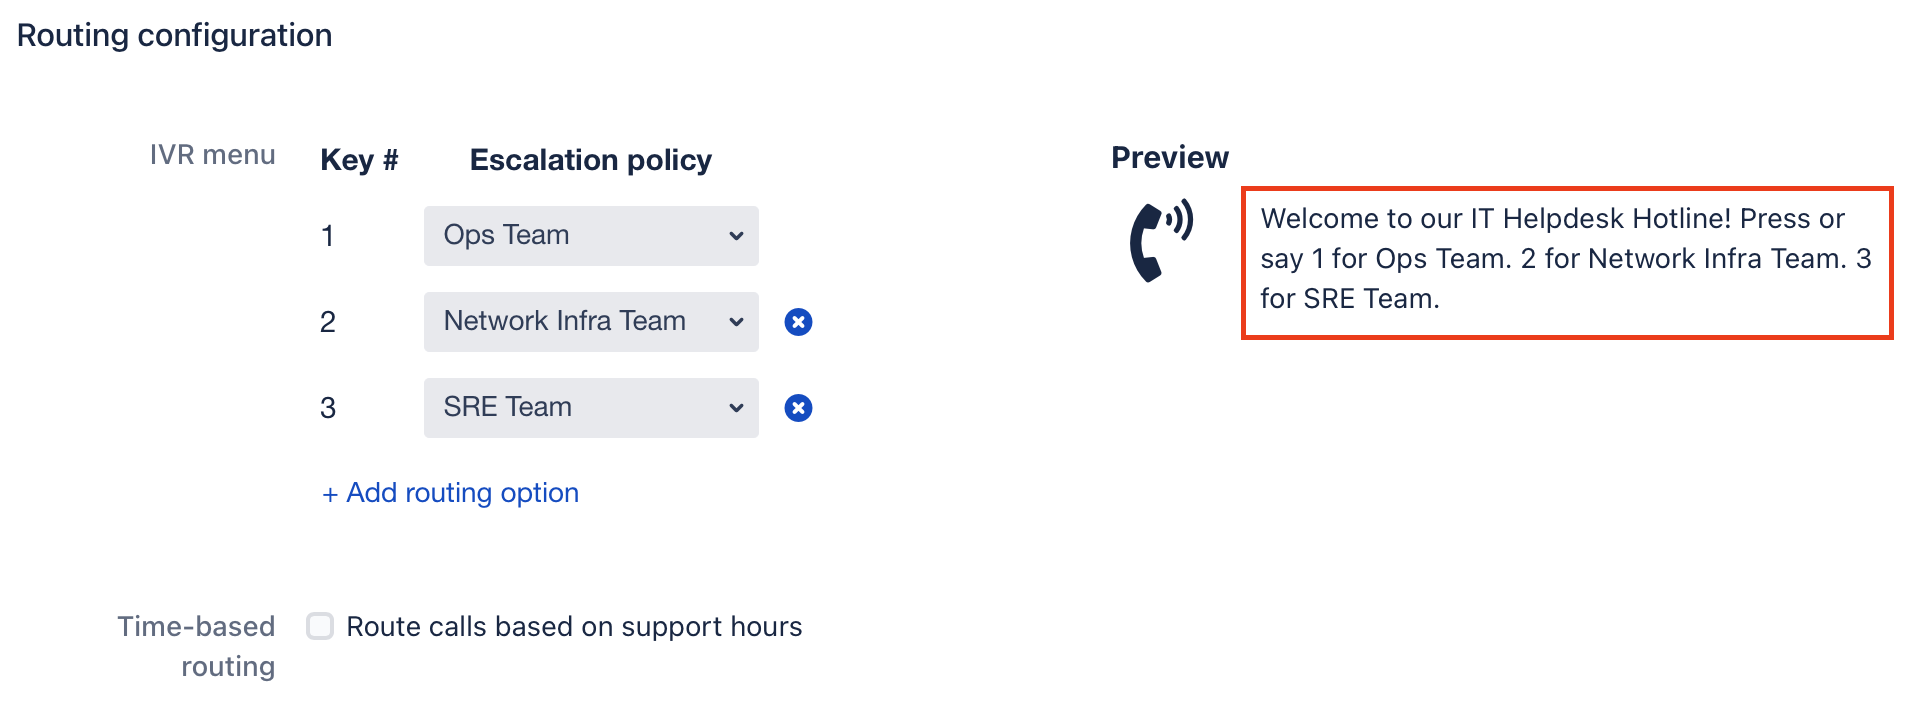 Routing configuration
IVR menu
Key #
Escalation policy
1
Ops Team
2
Network Infra Team
3
SRE Team
+ Add routing option
Preview
Welcome to our IT Helpdesk Hotline! Press or
say 1 for Ops Team. 2 for Network Infra Team. 3
for SRE Team.
Time-based
routing
Route calls based on support hours